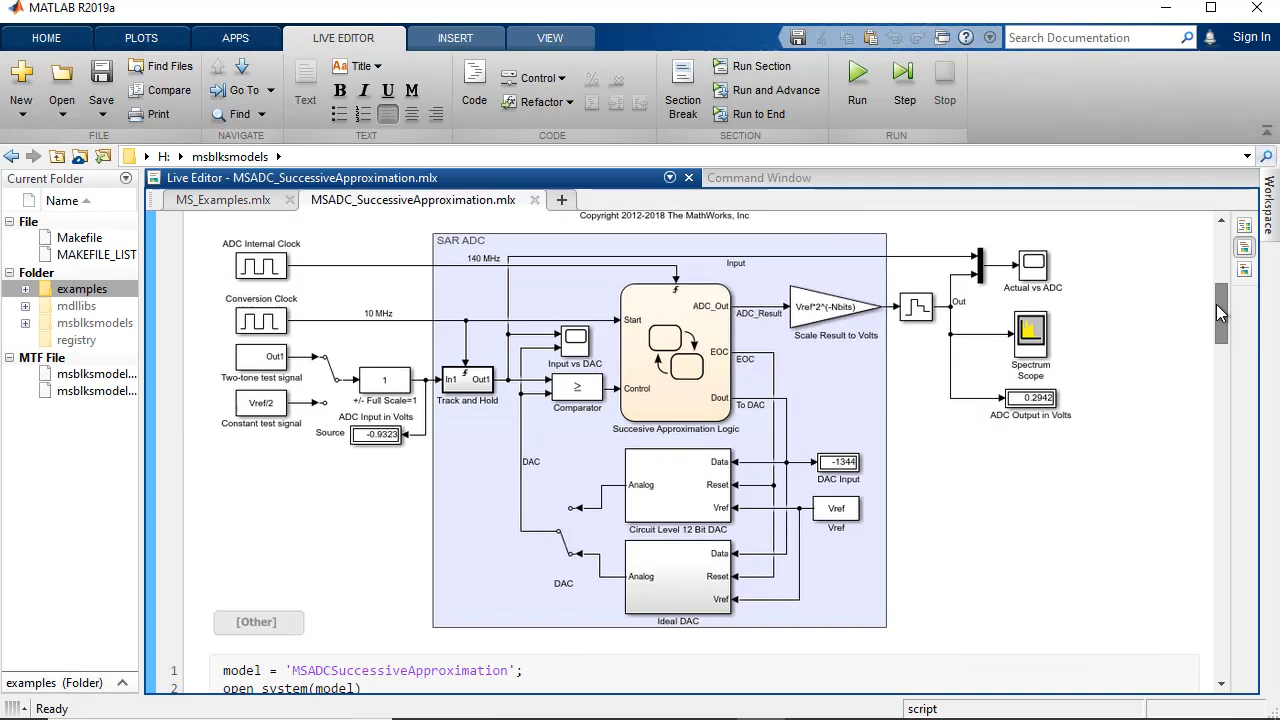 MATLAB R2019a
HOME PLOTS APPS LIVE EDITOR INSERT VIEW Search Documentation Sign In
New Open Save Find Files Compare Print
FILE
Go To Find
NAVIGATE
Text Title B I U M
TEXT
Code Control Refactor
CODE
Section Break Run Section Run and Advance Run to End
SECTION
Run Step Stop
RUN
H: msblksmodels
Current Folder
Live Editor - MSADC_SuccessiveApproximation.mlx
Command Window
Workspace
MS_Examples.mlx MSADC_SuccessiveApproximation.mlx
Name
File
Makefile
MAKEFILE_LIST
Folder
examples
mdllibs
msblksmodels
registry
MTF File
msblksmodel...
msblksmodel...
Copyright 2012-2018 The MathWorks, Inc
SAR ADC
ADC Internal Clock
140 MHz
Input
Conversion Clock
10 MHz
Out1
Two-tone test signal
Vref/2
Constant test signal
1
+/- Full Scale=1
ADC Input in Volts
Source
-0.9323
In1 Out1
Track and Hold
Input vs DAC
≥
Comparator
Start
Control
ADC_Out
EOC
Dout
Succesive Approximation Logic
ADC_Result
EOC
To DAC
Vref*2^(-Nbits)
Scale Result to Volts
Out
Actual vs ADC
Spectrum
Scope
0.2942
ADC Output in Volts
DAC
Analog
Data
Reset
Vref
Circuit Level 12 Bit DAC
-1344
DAC Input
Vref
Vref
DAC
Analog
Data
Reset
Vref
Ideal DAC
[Other]
1 model = 'MSADCSuccessiveApproximation';
2 open_system(model)
examples (Folder)
Ready
script